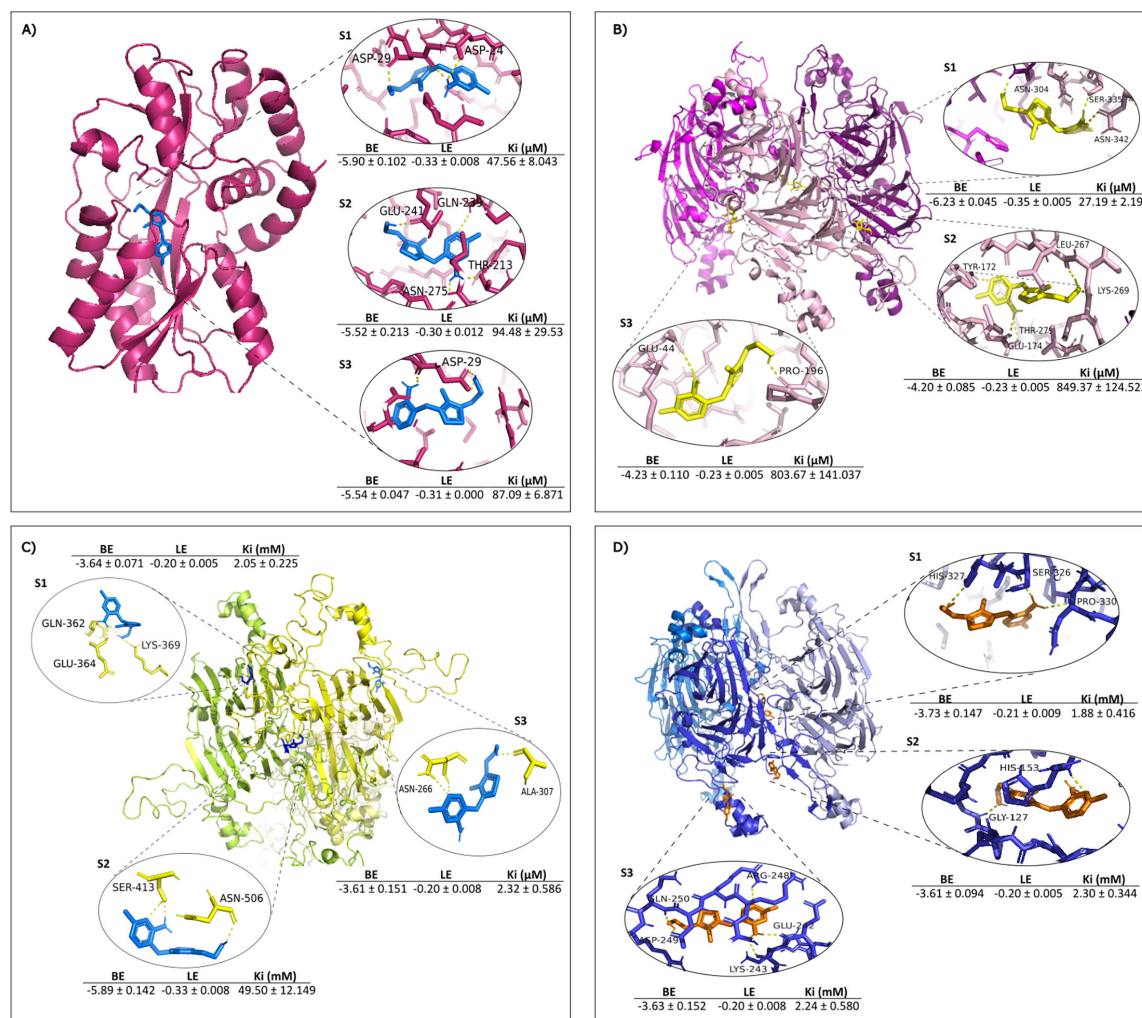 A)
S1
ASP-29 ASP-24
BE LE Ki (μM)
-5.90 ± 0.102 -0.33 ± 0.008 47.56 ± 8.043
S2
GLU-241 GLN-239
THR-213
ASN-275
BE LE Ki (μM)
-5.52 ± 0.213 -0.30 ± 0.012 94.48 ± 29.53
S3
ASP-29
BE LE Ki (μM)
-5.54 ± 0.047 -0.31 ± 0.000 87.09 ± 6.871
B)
S1
ASN-304
SER-335
ASN-342
BE LE Ki (μM)
-6.23 ± 0.045 -0.35 ± 0.005 27.19 ± 2.19
S2
LEU-267
TYR-172
LYS-269
THR-275
GLU-174
BE LE Ki (μM)
-4.20 ± 0.085 -0.23 ± 0.005 849.37 ± 124.52
S3
GLU-44
PRO-196
BE LE Ki (μM)
-4.23 ± 0.110 -0.23 ± 0.005 803.67 ± 141.037
C)
BE LE Ki (mM)
-3.64 ± 0.071 -0.20 ± 0.005 2.05 ± 0.225
S1
GLN-362
LYS-369
GLU-364
S3
ASN-266
ALA-307
BE LE Ki (μM)
-3.61 ± 0.151 -0.20 ± 0.008 2.32 ± 0.586
S2
SER-413
ASN-506
BE LE Ki (mM)
-5.89 ± 0.142 -0.33 ± 0.008 49.50 ± 12.149
D)
S1
HIS-327 SER-326
PRO-330
BE LE Ki (mM)
-3.73 ± 0.147 -0.21 ± 0.009 1.88 ± 0.416
S2
HIS-153
GLY-127
BE LE Ki (mM)
-3.61 ± 0.094 -0.20 ± 0.005 2.30 ± 0.344
S3
ARG-248
GLN-250
GLU-242
ASP-249
LYS-243
BE LE Ki (mM)
-3.63 ± 0.152 -0.20 ± 0.008 2.24 ± 0.580